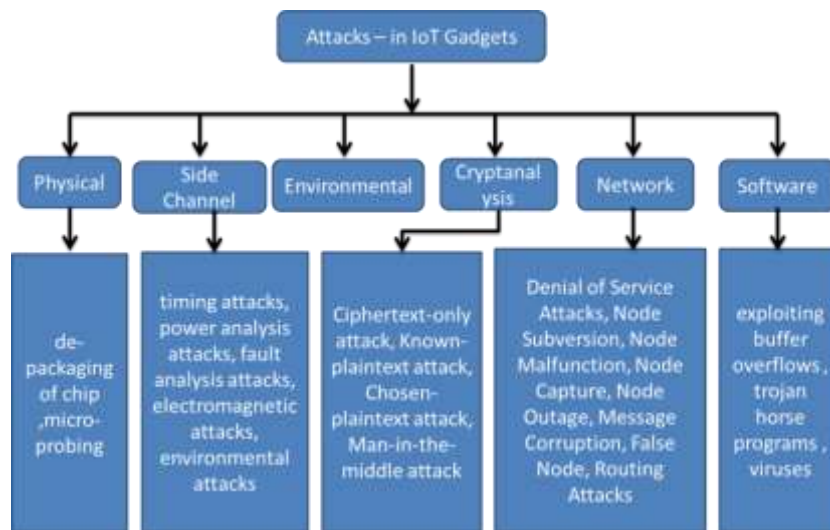 Attacks – in IoT Gadgets
Physical
Side
Channel
Environmental
Cryptanal
ysis
Network
Software
de-
packaging
of chip
,micro-
probing
timing attacks,
power analysis
attacks, fault
analysis attacks,
electromagnetic
attacks,
environmental
attacks
Ciphertext-only
attack, Known-
plaintext attack,
Chosen-
plaintext attack,
Man-in-the-
middle attack
Denial of Service
Attacks, Node
Subversion, Node
Malfunction, Node
Capture, Node
Outage, Message
Corruption, False
Node, Routing
Attacks
exploiting
buffer
overflows ,
trojan
horse
programs ,
viruses